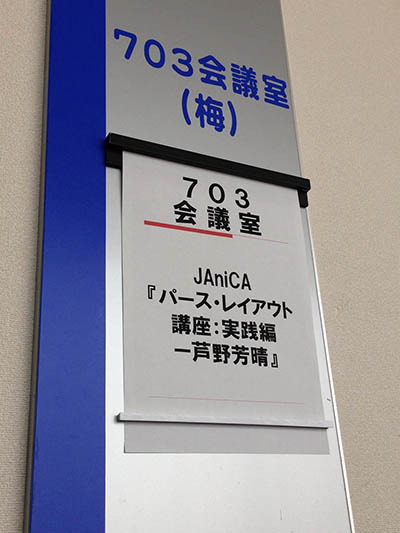 703会議室
(梅)
703
会議室
JAniCA
『パース・レイアウト
講座:実践編
ー芦野芳晴』